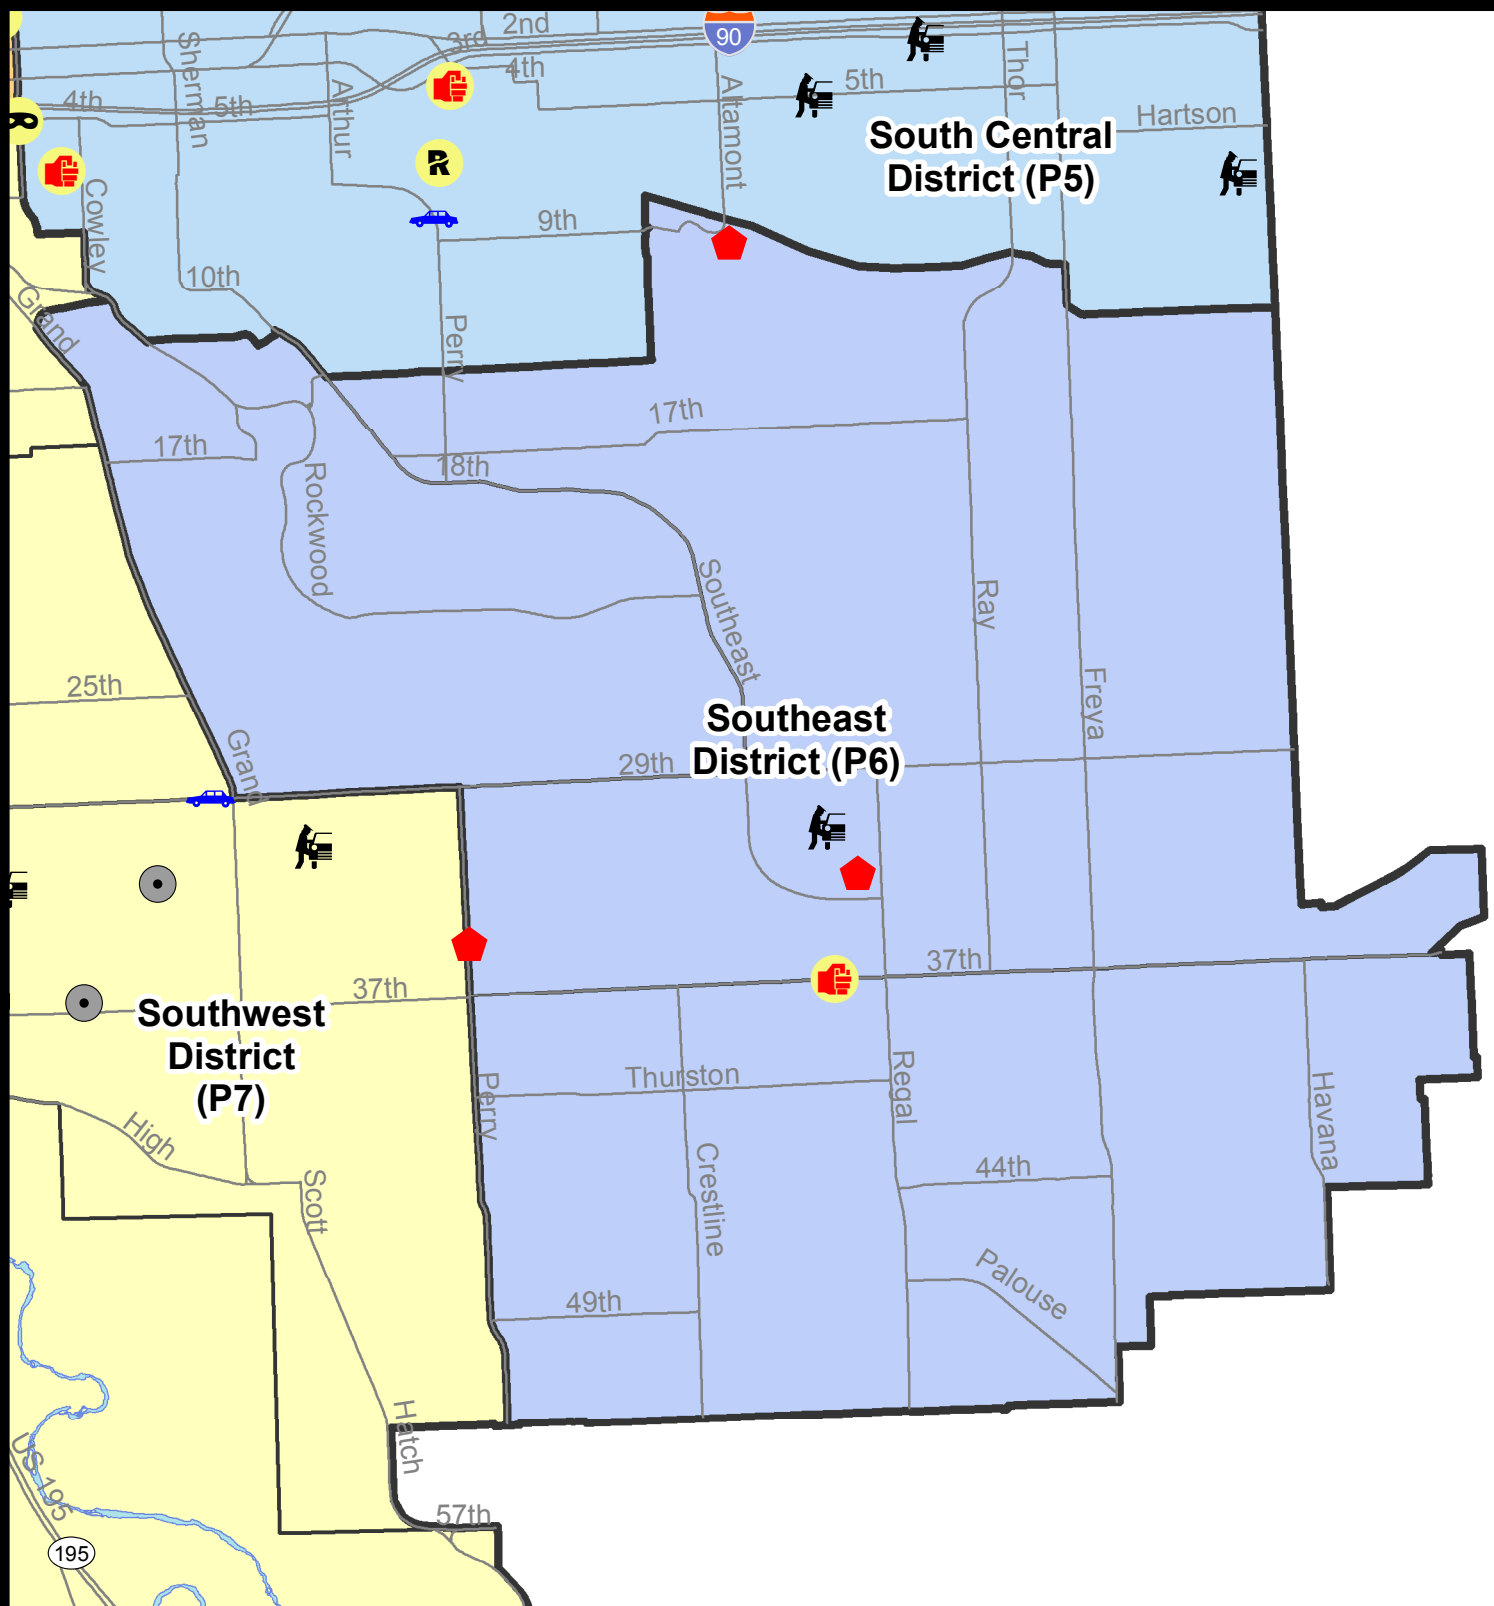 2nd
90
3rd
Sherman
4th
Thor
Arthur
Altamont
5th
4th
5th
Hartson
South Central
District (P5)
R
Cowley
9th
10th
Grand
Perry
17th
17th
18th
Rockwood
Southeast
Ray
25th
Freya
Southeast
District (P6)
Grand
29th
37th
37th
Southwest
District
(P7)
Thurston
Perry
Regal
Havana
High
Crestline
44th
Scott
Palouse
49th
Hatch
US 195
57th
195